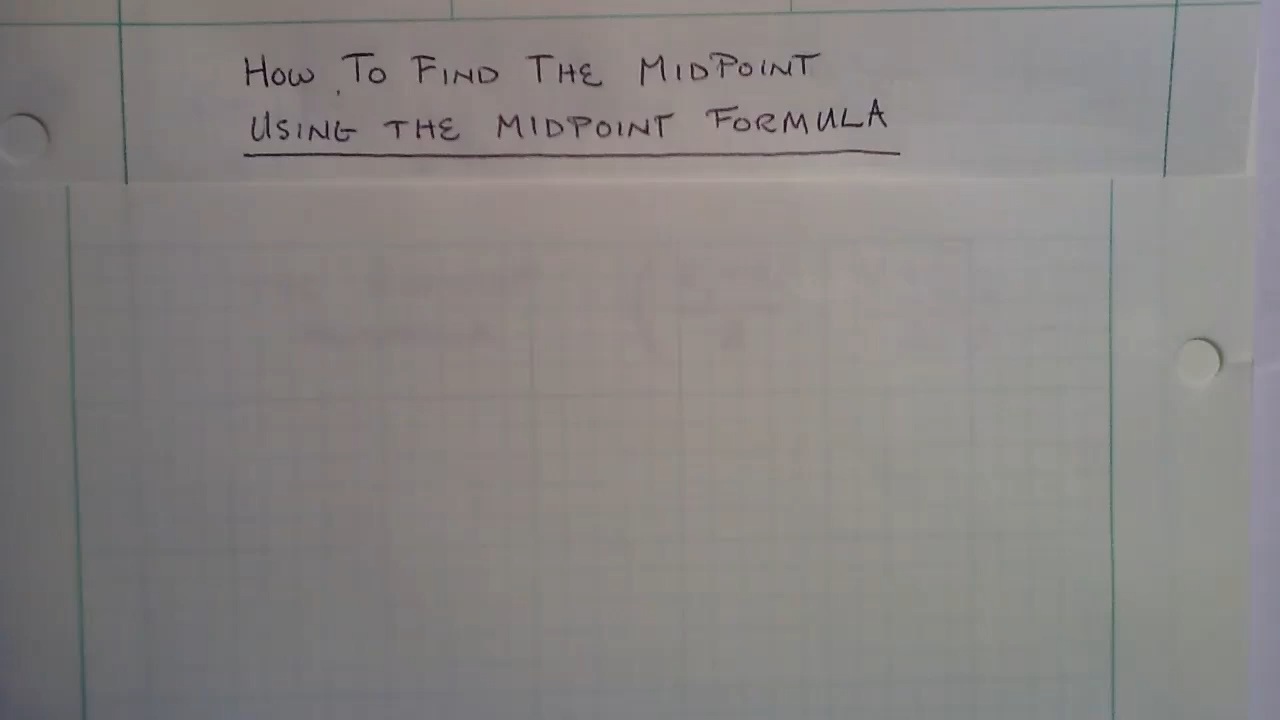 HOW TO FIND THE MIDPOINT
USING THE MIDPOINT FORMULA